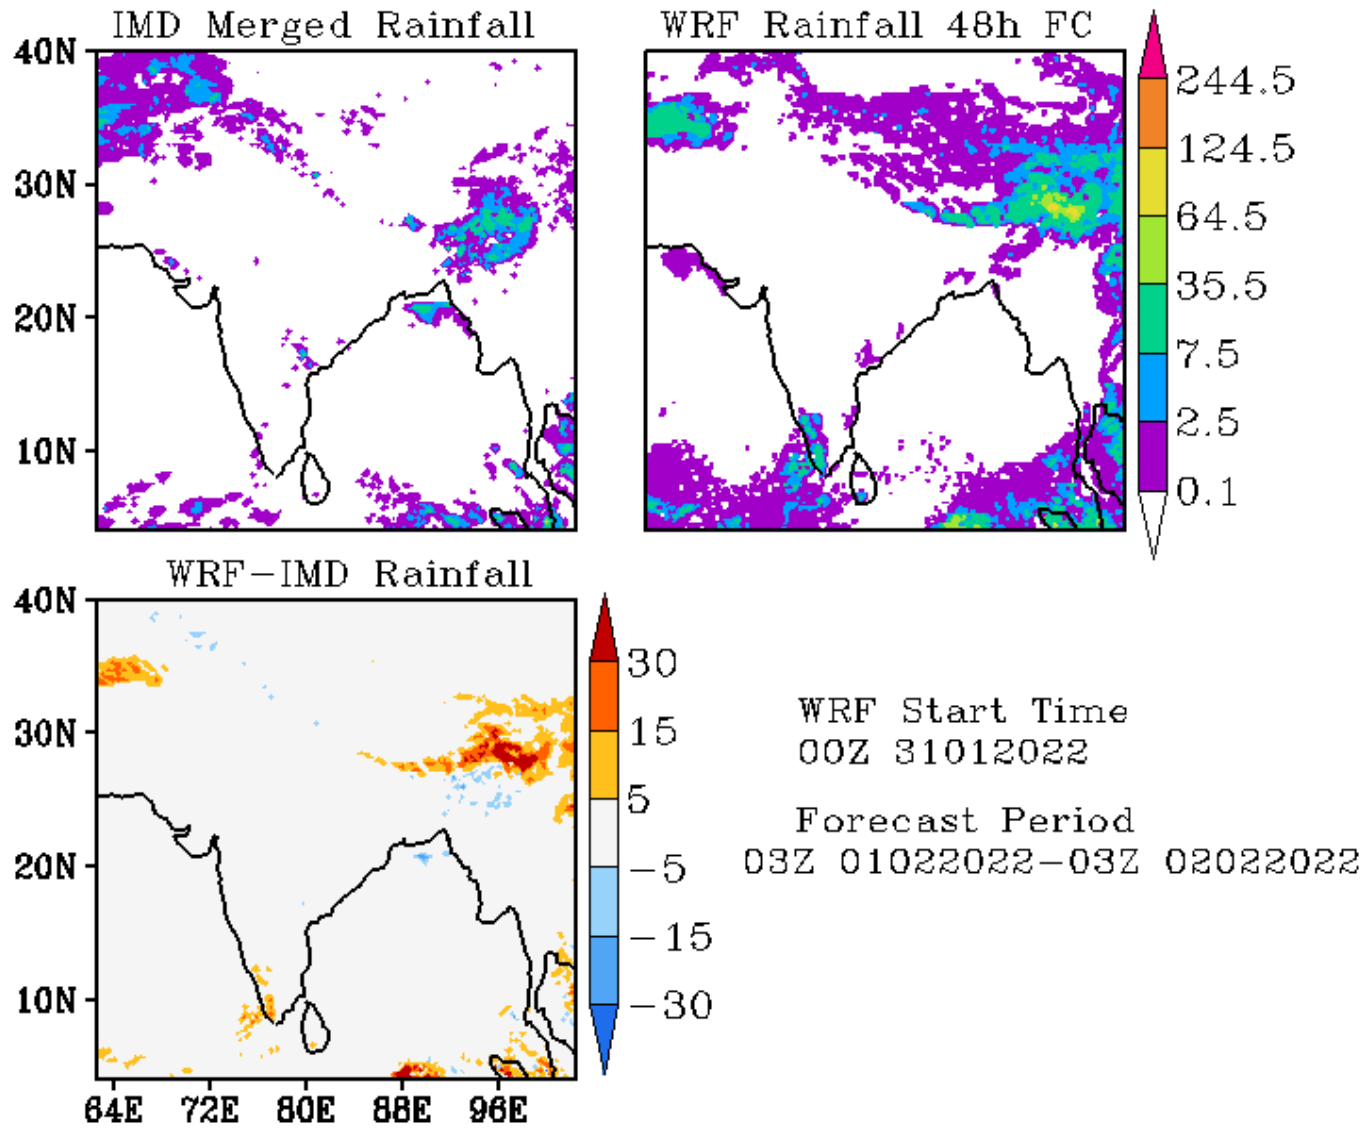 IMD Merged Rainfall
WRF Rainfall 48h FC
40N
30N
20N
10N
244.5
124.5
64.5
35.5
7.5
2.5
0.1
WRF-IMD Rainfall
40N
30N
20N
10N
64E 72E 80E 88E 96E
30
15
5
-5
-15
-30
WRF Start Time
00Z 31012022
Forecast Period
03Z 01022022-03Z 02022022